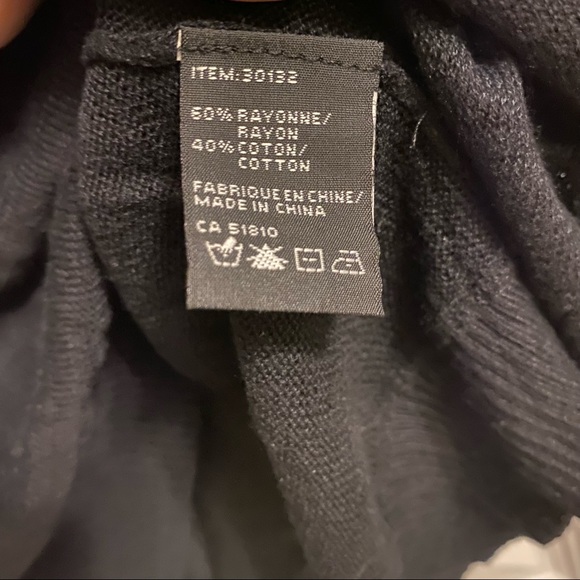 ITEM:30132
60% RAYONNE/
RAYON
40% COTON/
COTTON
FABRIQUE EN CHINE/
MADE IN CHINA
CA 51810